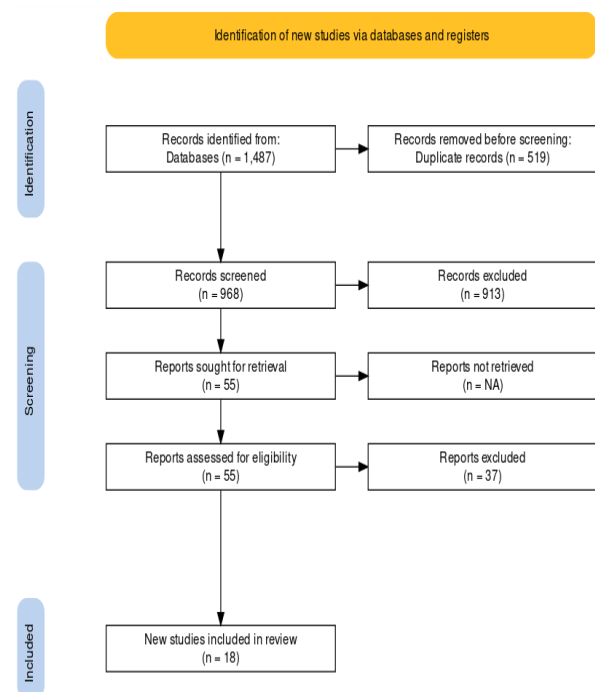 Identification of new studies via databases and registers
Identification
Records identified from:
Databases (n = 1,487)
Records removed before screening:
Duplicate records (n = 519)
Screening
Records screened
(n = 968)
Records excluded
(n = 913)
Reports sought for retrieval
(n = 55)
Reports not retrieved
(n = NA)
Reports assessed for eligibility
(n = 55)
Reports excluded
(n = 37)
Included
New studies included in review
(n = 18)